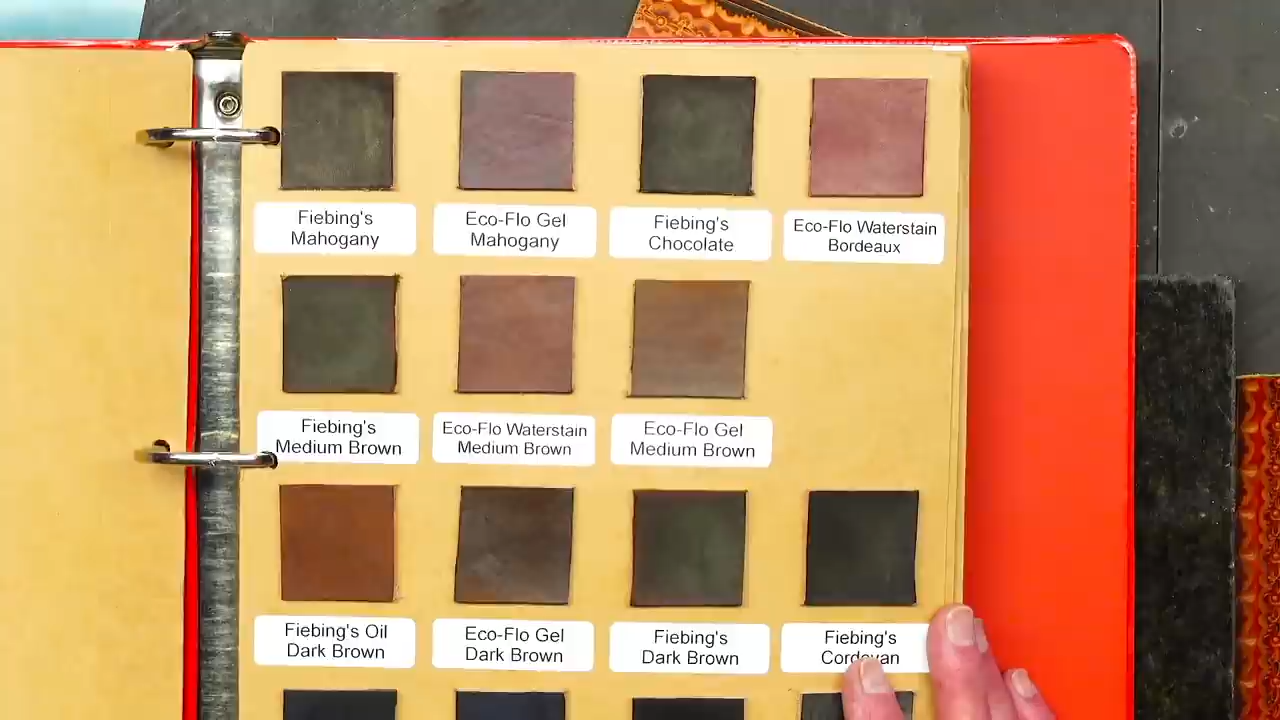 Fiebing's
Mahogany
Eco-Flo Gel
Mahogany
Fiebing's
Chocolate
Eco-Flo Waterstain
Bordeaux
Fiebing's
Medium Brown
Eco-Flo Waterstain
Medium Brown
Eco-Flo Gel
Medium Brown
Fiebing's Oil
Dark Brown
Eco-Flo Gel
Dark Brown
Fiebing's
Dark Brown
Fiebing's
Cordovan